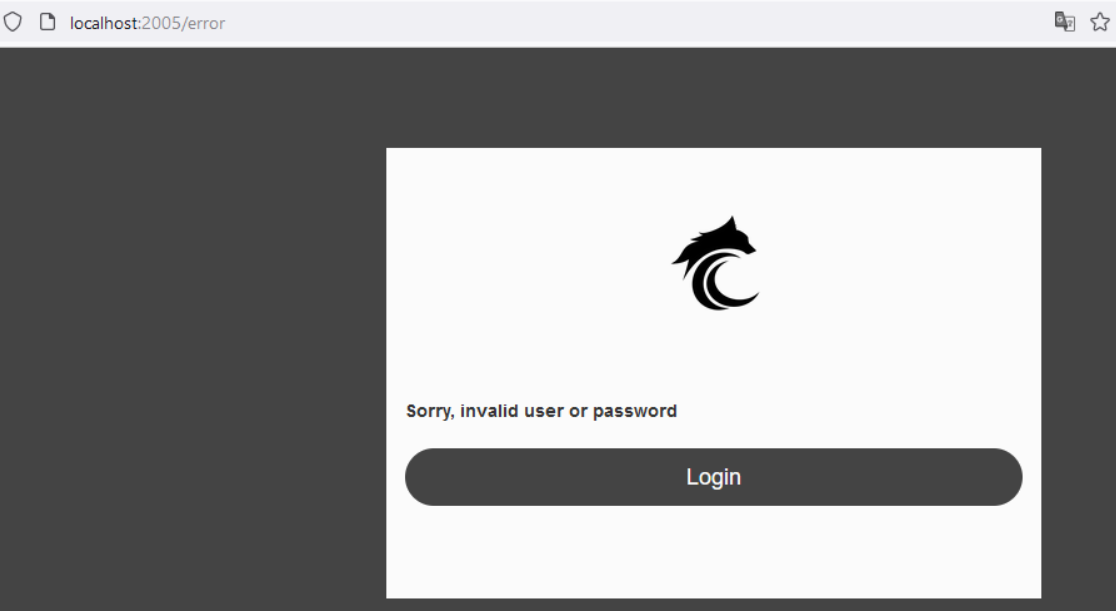 localhost:2005/error
Sorry, invalid user or password
Login